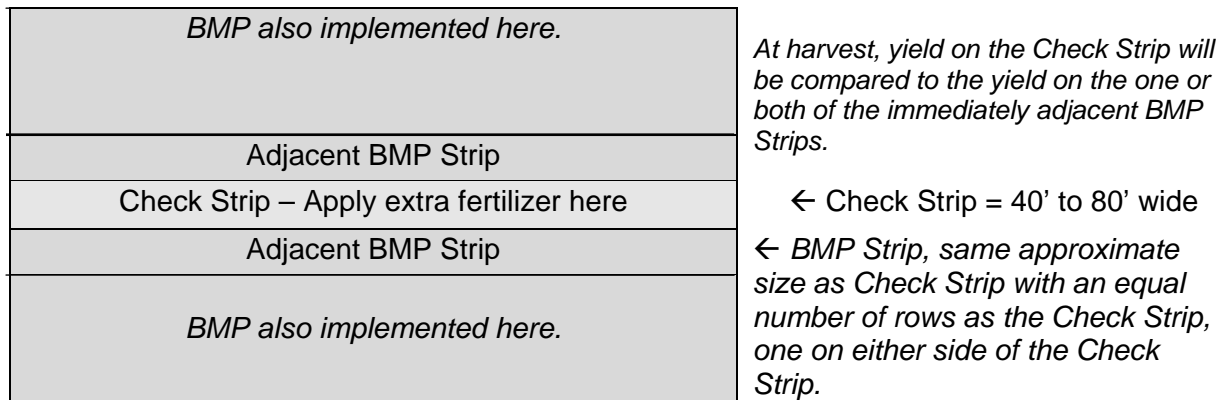 BMP also implemented here.
At harvest, yield on the Check Strip will
be compared to the yield on the one or
both of the immediately adjacent BMP
Strips.
Adjacent BMP Strip
Check Strip – Apply extra fertilizer here
← Check Strip = 40’ to 80’ wide
Adjacent BMP Strip
← BMP Strip, same approximate
size as Check Strip with an equal
number of rows as the Check Strip,
one on either side of the Check
Strip.
BMP also implemented here.